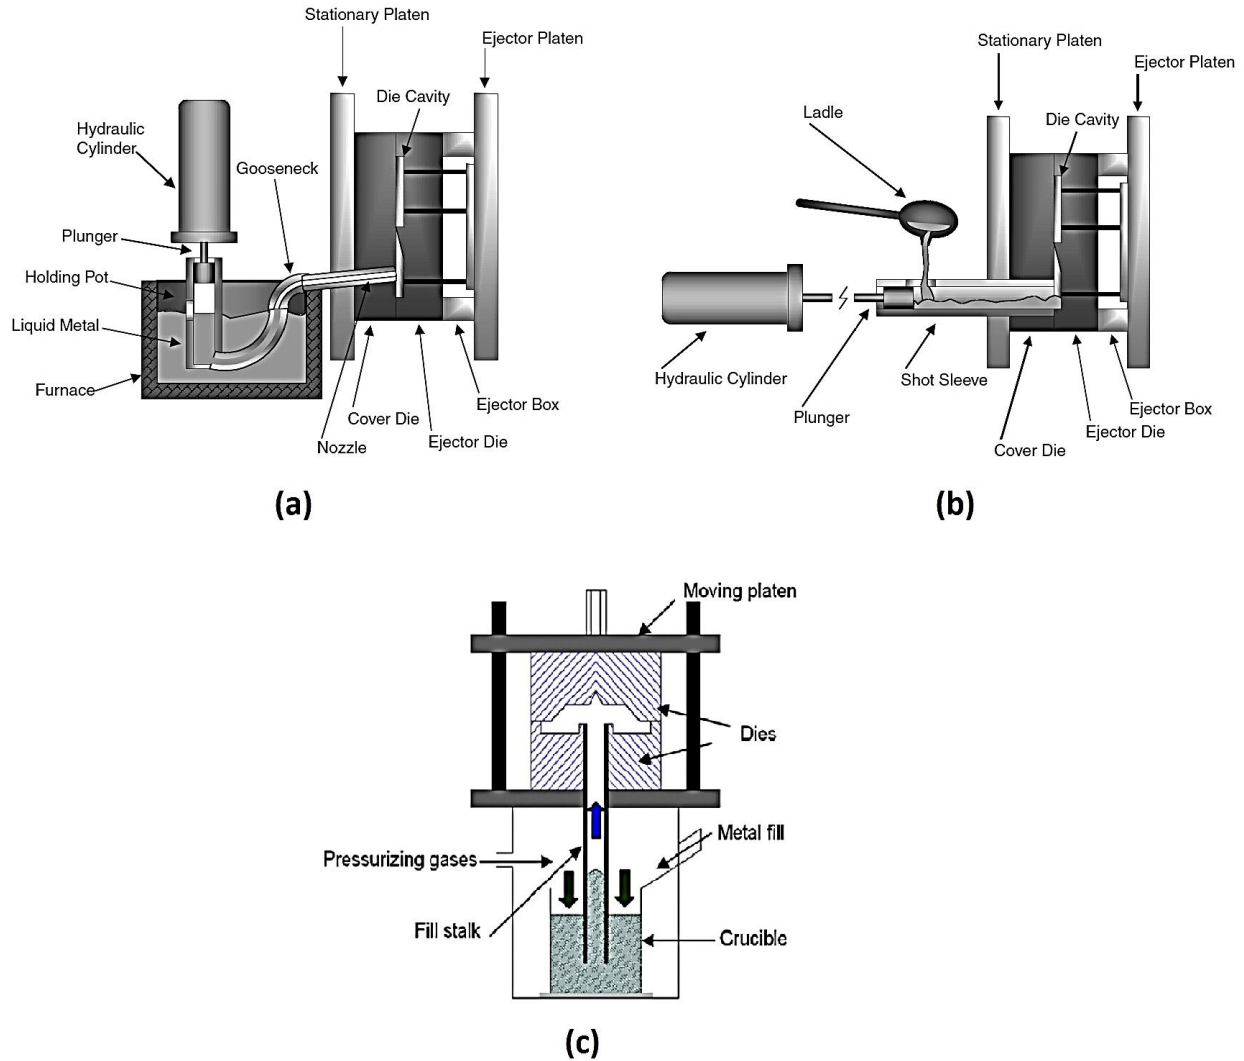 Stationary Platen
Ejector Platen
Die Cavity
Hydraulic
Cylinder
Gooseneck
Plunger
Holding Pot
Liquid Metal
Furnace
Ejector Box
Cover Die
Ejector Die
Nozzle
(a)
Stationary Platen
Ejector Platen
Ladle
Die Cavity
Hydraulic Cylinder
Shot Sleeve
Plunger
Ejector Box
Ejector Die
Cover Die
(b)
Moving platen
Dies
Metal fill
Pressurizing gases
Fill stalk
Crucible
(c)